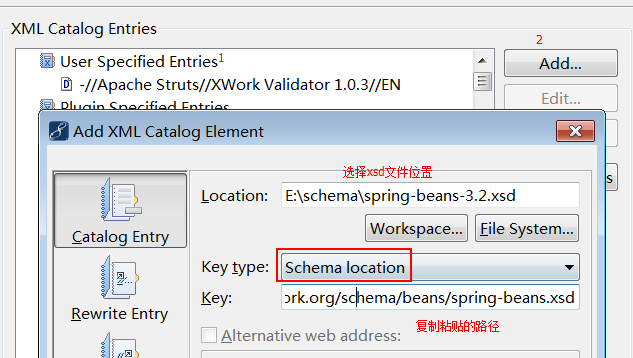 XML Catalog Entries
User Specified Entries1
2
Add...
-//Apache Struts//XWork Validator 1.0.3//EN
Edit...
Plugin Specified Entries
Add XML Catalog Element
选择xsd文件位置
Location: E:\schema\spring-beans-3.2.xsd
Workspace... File System...
Catalog Entry
Key type: Schema location
Key: ork.org/schema/beans/spring-beans.xsd
Rewrite Entry
复制粘贴的路径
Alternative web address: